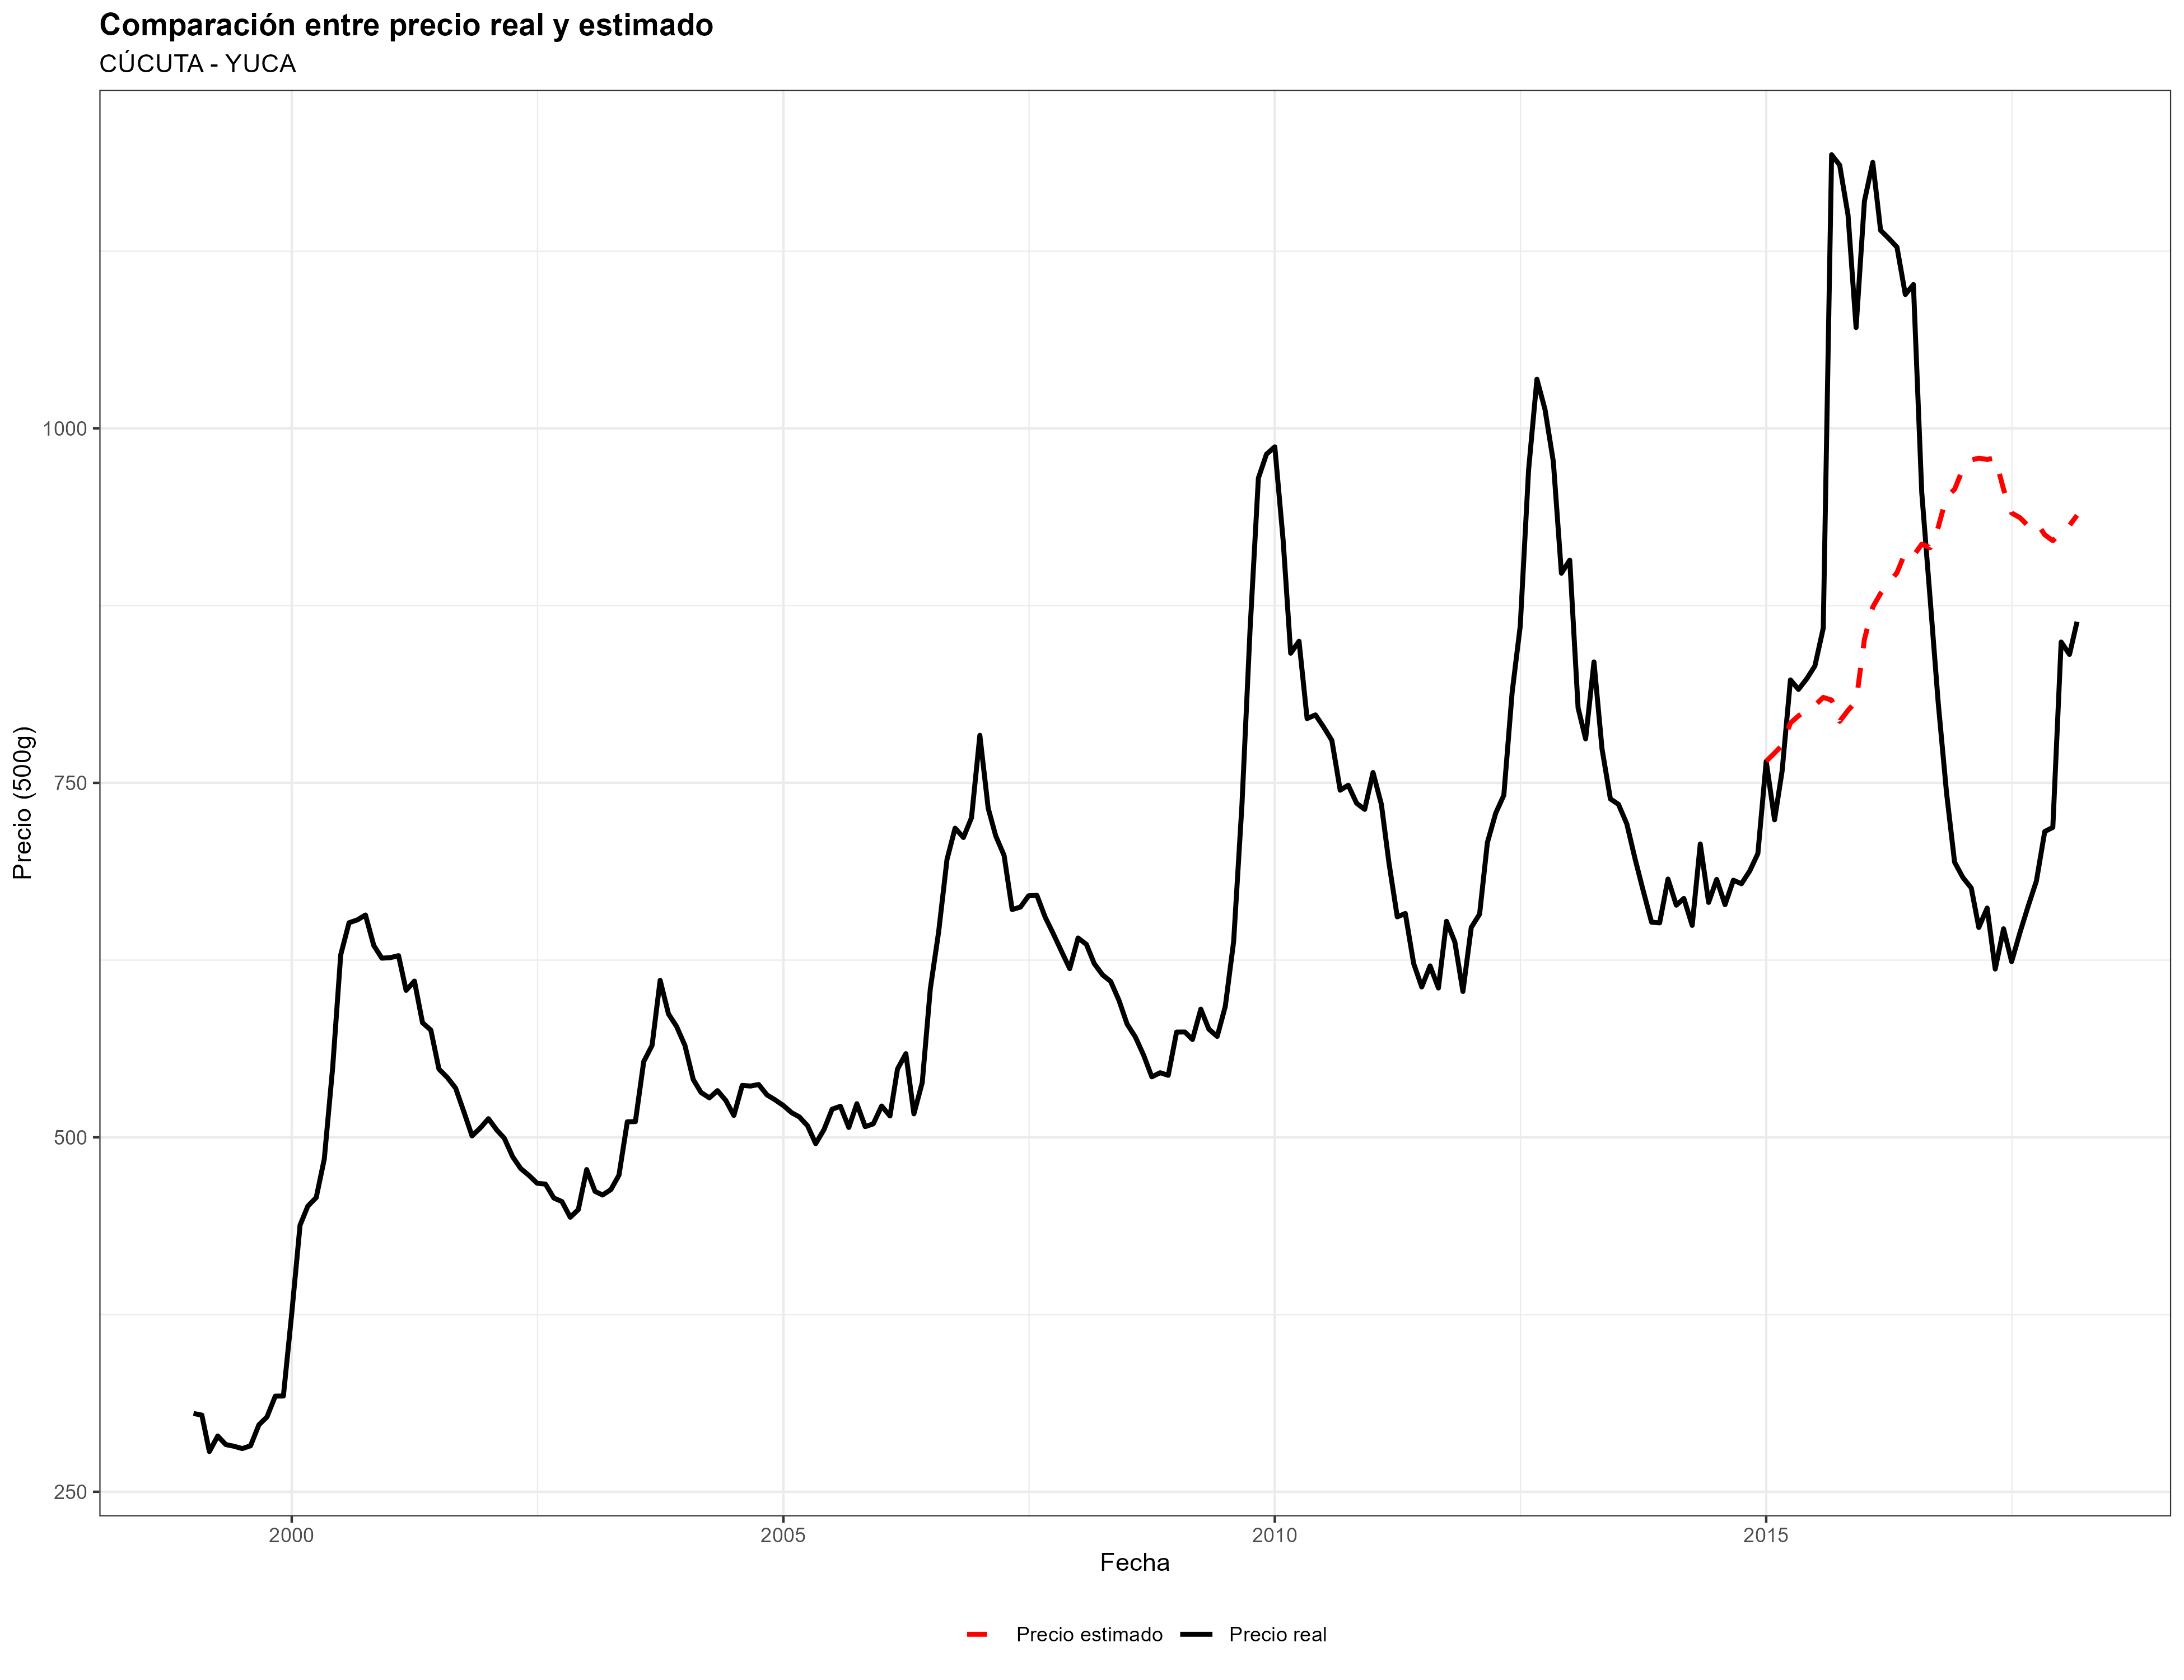 Comparación entre precio real y estimado
CÚCUTA - YUCA
Precio (500g)
1000
750
500
250
2000 2005 2010 2015
Fecha
Precio estimado Precio real